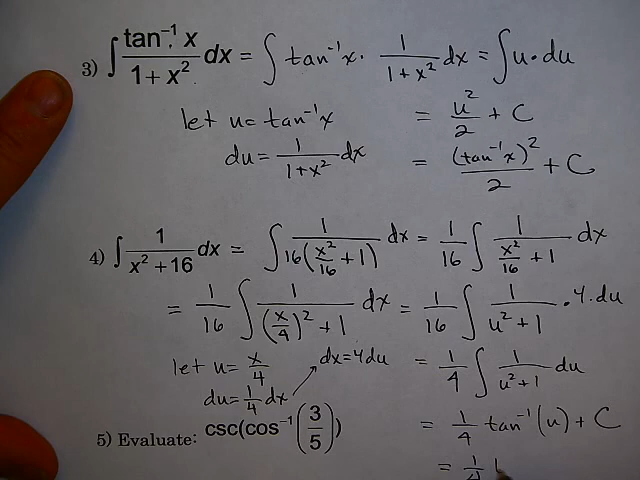 3) ∫ tan⁻¹ x / (1 + x²) dx = ∫ tan⁻¹x · 1/(1+x²) dx = ∫ u · du
let u = tan⁻¹x = u²/2 + C
du = 1/(1+x²) dx = (tan⁻¹x)²/2 + C
4) ∫ 1/(x² + 16) dx = ∫ 1/(16(x²/16 + 1)) dx = 1/16 ∫ 1/(x²/16 + 1) dx
= 1/16 ∫ 1/((x/4)² + 1) dx = 1/16 ∫ 1/(u² + 1) · 4 · du
let u = x/4 dx = 4du = 1/4 ∫ 1/(u²+1) du
du = 1/4 dx
5) Evaluate: csc(cos⁻¹(3/5)) = 1/4 tan⁻¹(u) + C
= 1/4